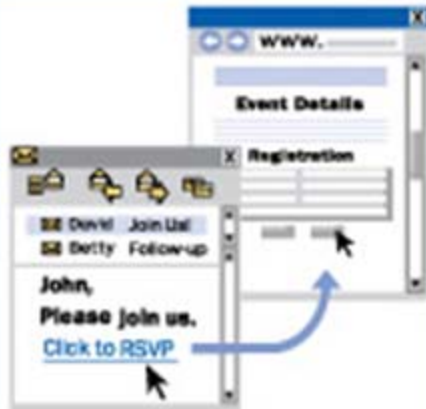 www.
Event Details
Registration
David Join Us!
Betty Follow-up
John,
Please join us.
Click to RSVP